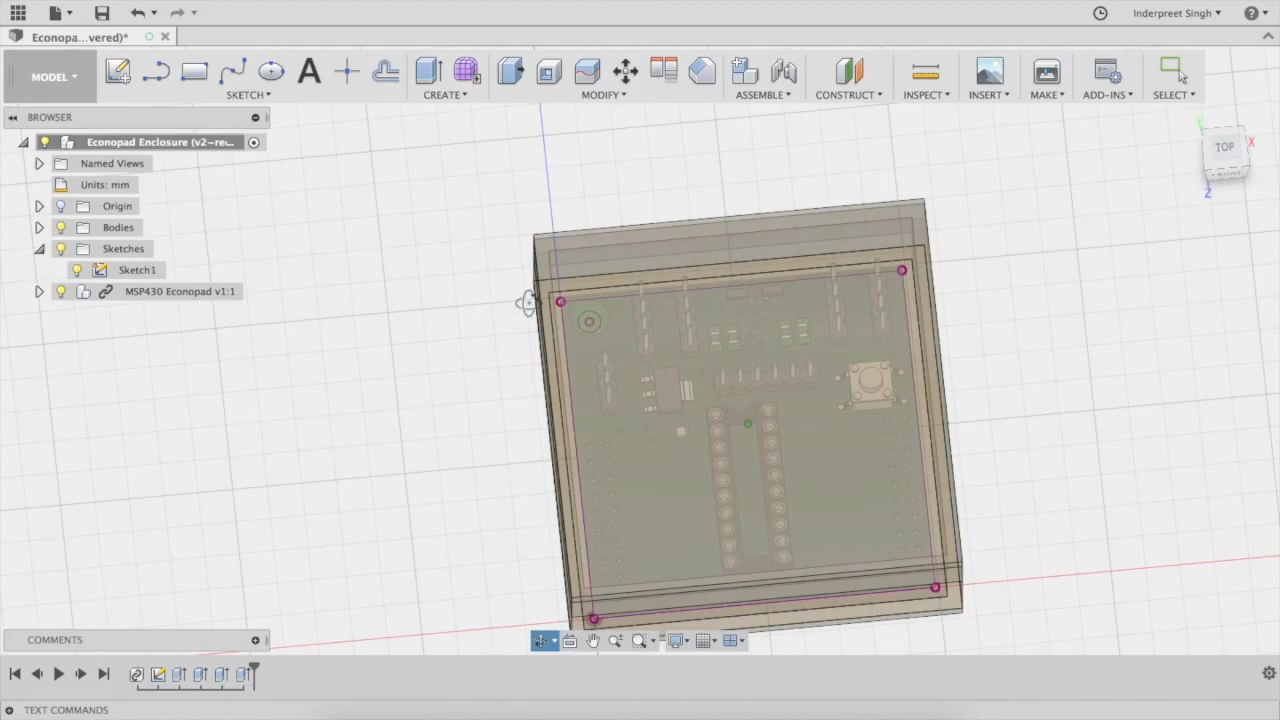 Inderpreet Singh
Econopa...vered)*
MODEL
SKETCH
CREATE
MODIFY
ASSEMBLE
CONSTRUCT
INSPECT
INSERT
MAKE
ADD-INS
SELECT
BROWSER
Econopad Enclosure (v2~re...
Named Views
Units: mm
Origin
Bodies
Sketches
Sketch1
MSP430 Econopad v1:1
TOP
X
Y
Z
COMMENTS
TEXT COMMANDS